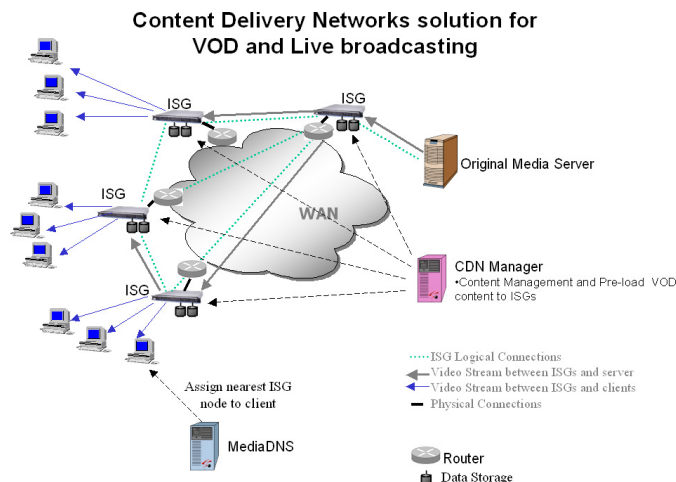 Content Delivery Networks solution for
VOD and Live broadcasting
ISG
ISG
Original Media Server
ISG
WAN
CDN Manager
•Content Management and Pre-load VOD
content to ISGs
ISG
ISG Logical Connections
Video Stream between ISGs and server
Video Stream between ISGs and clients
Physical Connections
Assign nearest ISG
node to client
MediaDNS
Router
Data Storage